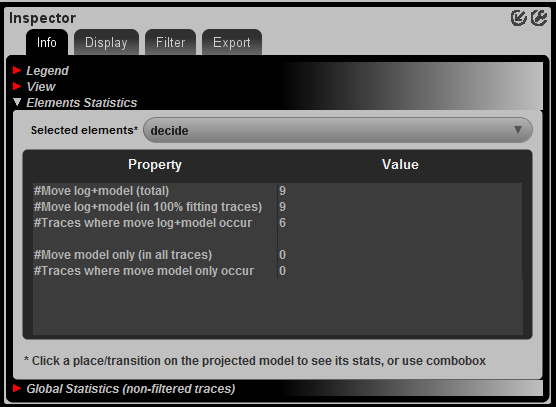 Inspector
Info Display Filter Export
Legend
View
Elements Statistics
Selected elements* decide
Property Value
#Move log+model (total) 9
#Move log+model (in 100% fitting traces) 9
#Traces where move log+model occur 6
#Move model only (in all traces) 0
#Traces where move model only occur 0
* Click a place/transition on the projected model to see its stats, or use combobox
Global Statistics (non-filtered traces)